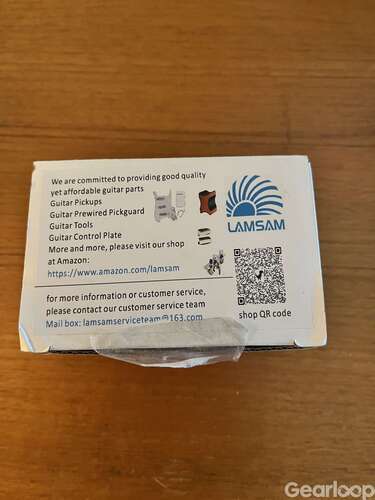 We are committed to providing good quality
yet affordable guitar parts
Guitar Pickups
Guitar Prewired Pickguard
Guitar Tools
Guitar Control Plate
More and more, please visit our shop
at Amazon:
https://www.amazon.com/lamsam
LAMSAM
for more information or customer service,
please contact our customer service team
Mail box: lamsamserviceteam@163.com
shop QR code
Gearloop